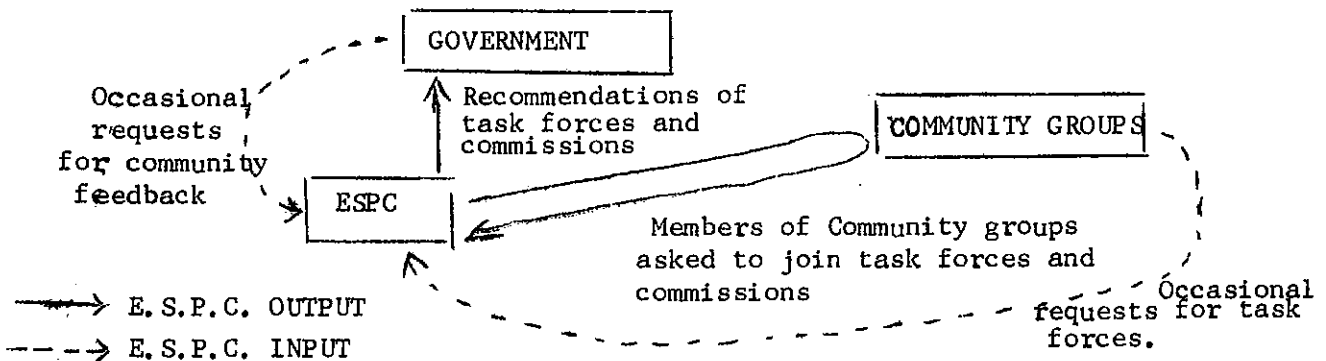 GOVERNMENT
Occasional
requests
for community
feedback
Recommendations of
task forces and
commissions
COMMUNITY GROUPS
ESPC
Members of Community groups
asked to join task forces and
commissions
Occasional
requests for task
forces.
E.S.P.C. OUTPUT
E.S.P.C. INPUT